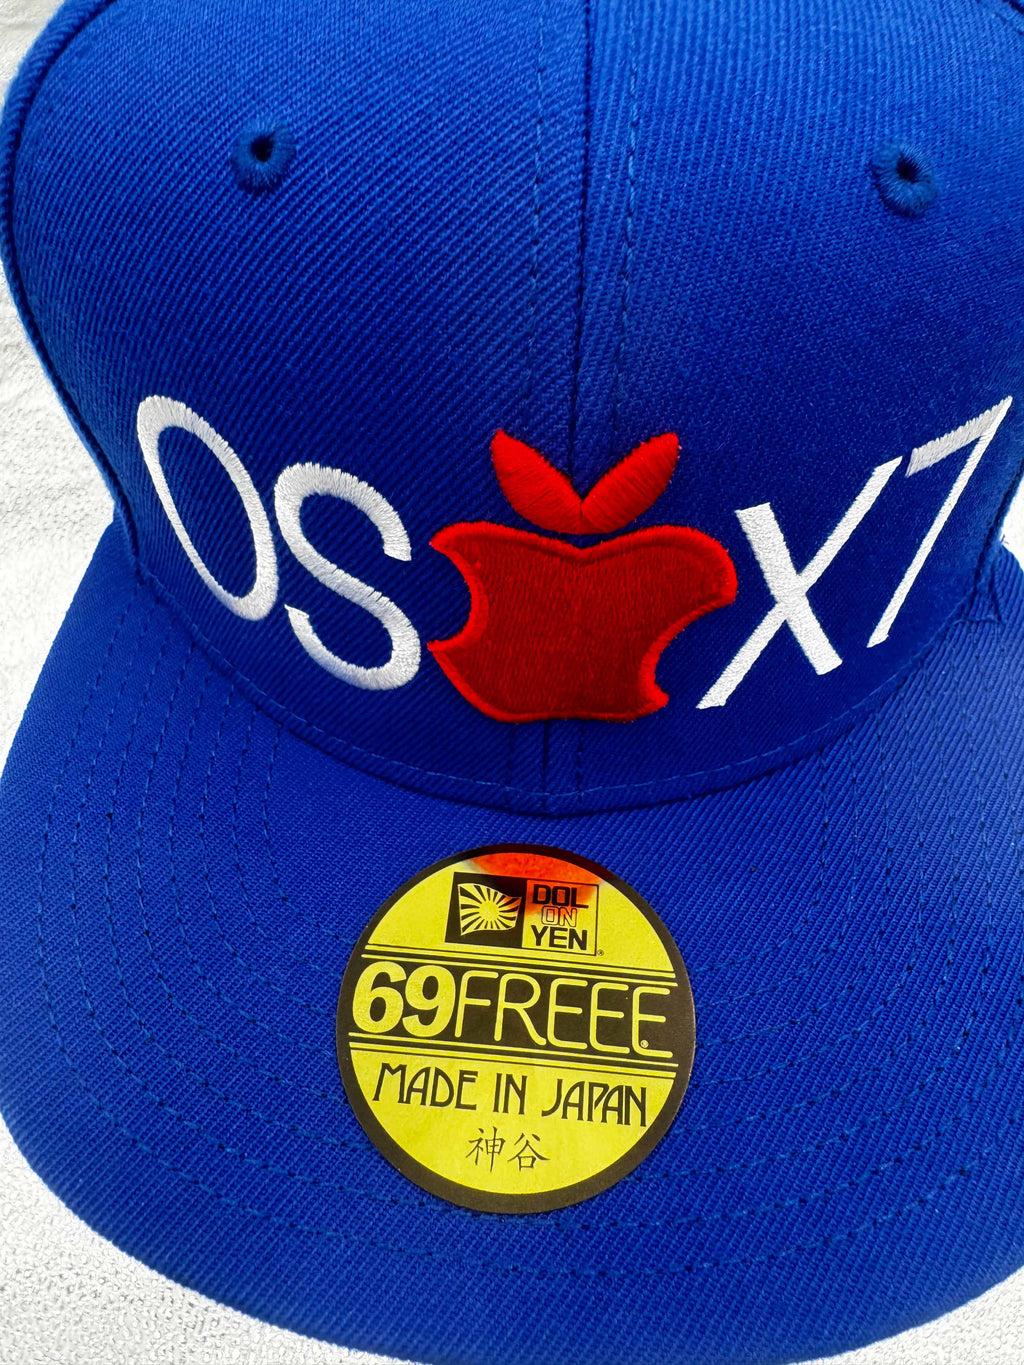 OS X7
DOL
ON
YEN®
69FREEE®
MADE IN JAPAN
神谷